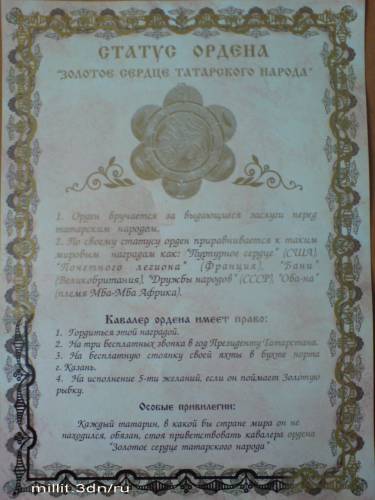 СТАТУС ОРДЕНА
"ЗОЛОТОЕ СЕРДЦЕ ТАТАРСКОГО НАРОДА"
1. Орден вручается за выдающиеся заслуги перед
татарским народом.
2. По своему статусу орден приравнивается к таким
мировым наградам как: "Пурпурное сердце" (США),
"Почетного легиона" (Франция), "Бани"
(Великобритания), "Дружбы народов" (СССР), "Ова-на"
(племя Мба-Мба Африка).
Кавалер ордена имеет право:
1. Гордиться этой наградой.
2. На три бесплатных звонка в год Президенту Татарстана.
3. На бесплатную стоянку своей яхты в бухте порта
г. Казань.
4. На исполнение 5-ти желаний, если он поймает Золотую
рыбку.
Особые привилегии:
Каждый татарин, в какой бы стране мира он не
находился, обязан, стоя приветствовать кавалера ордена
"Золотое сердце татарского народа"
millit.3dn/ru